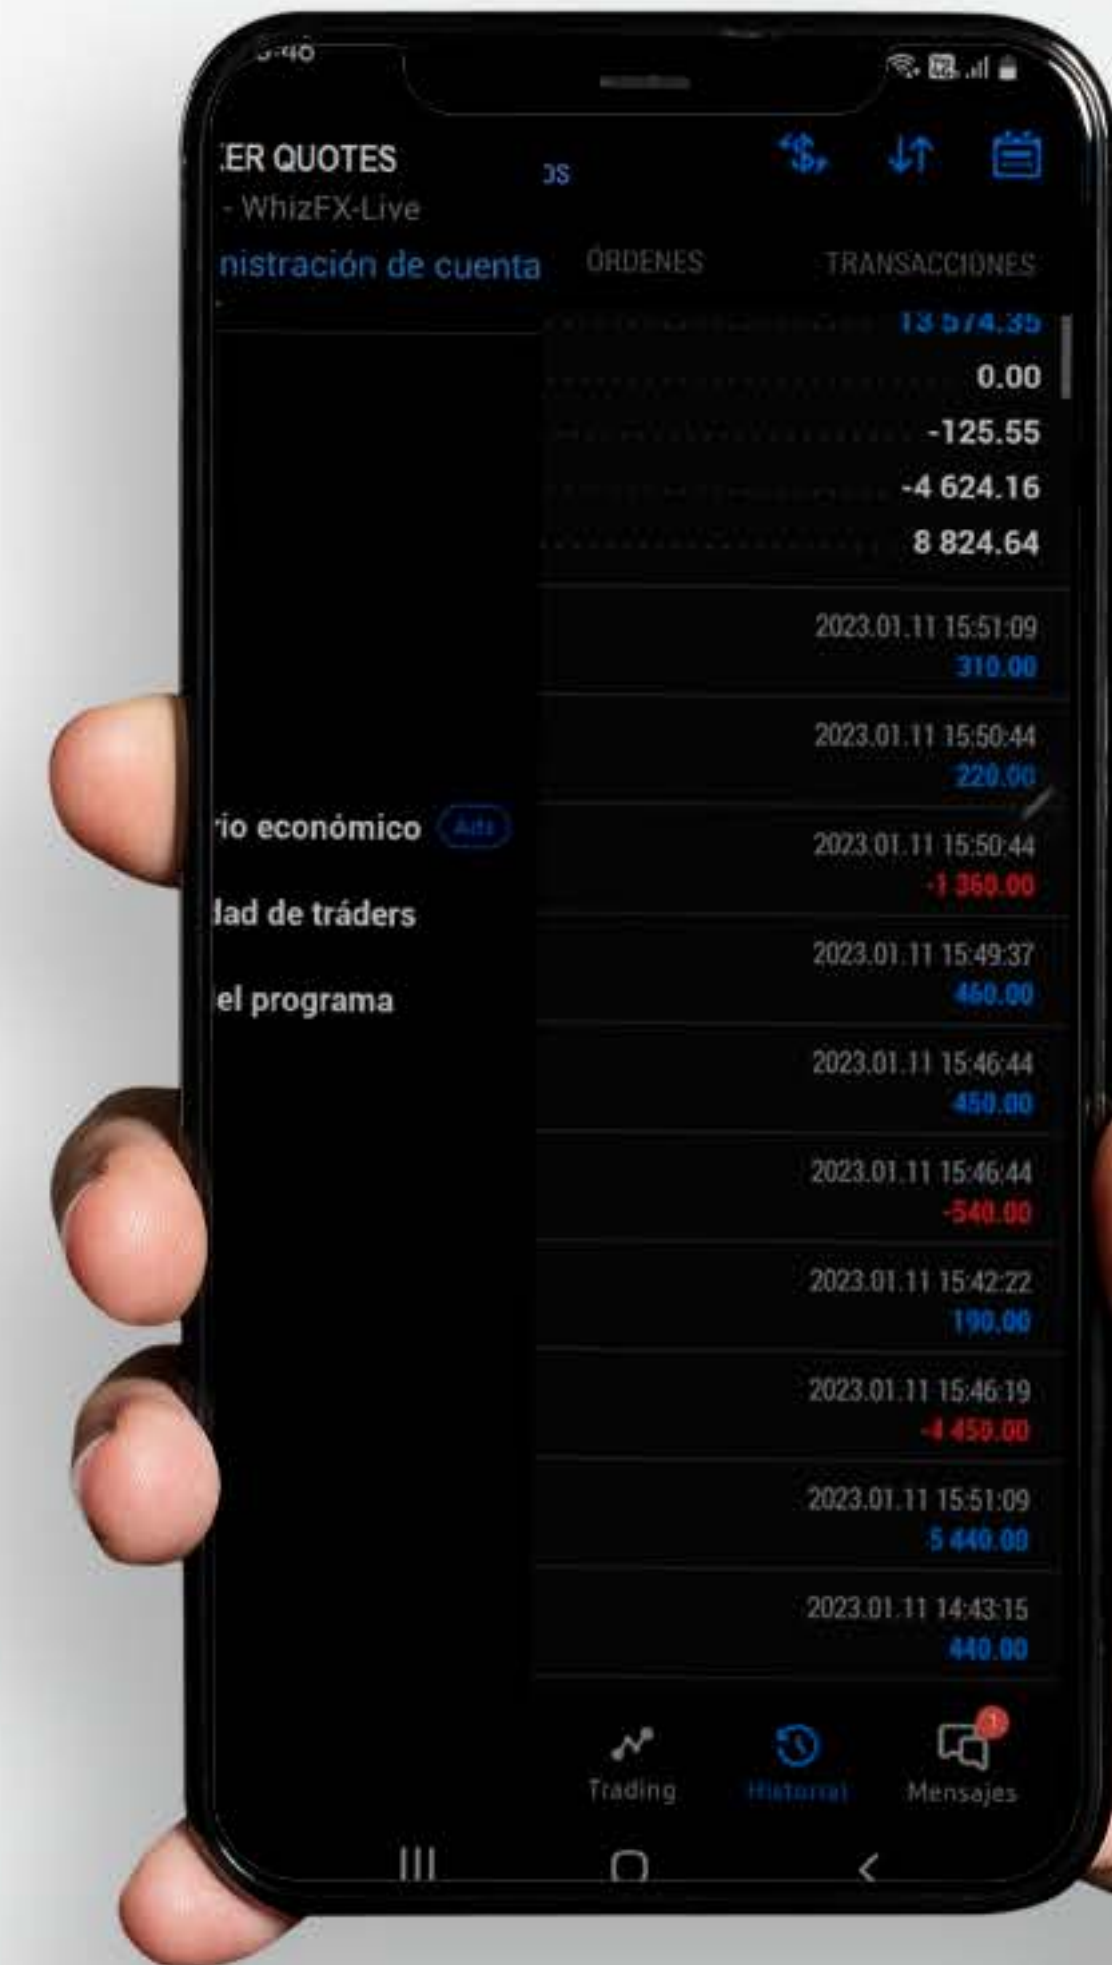 ER QUOTES
- WhizFX-Live
nistración de cuenta
OS
ÓRDENES
TRANSACCIONES
13 574.35
0.00
-125.55
-4 624.16
8 824.64
2023.01.11 15:51:09
310.00
2023.01.11 15:50:44
220.00
2023.01.11 15:50:44
-1 360.00
2023.01.11 15:49:37
460.00
2023.01.11 15:46:44
450.00
2023.01.11 15:46:44
-540.00
2023.01.11 15:42:22
190.00
2023.01.11 15:46:19
-4 450.00
2023.01.11 15:51:09
5 440.00
2023.01.11 14:43:15
440.00
rio económico
Ads
dad de tráders
el programa
Trading
Historial
Mensajes
1